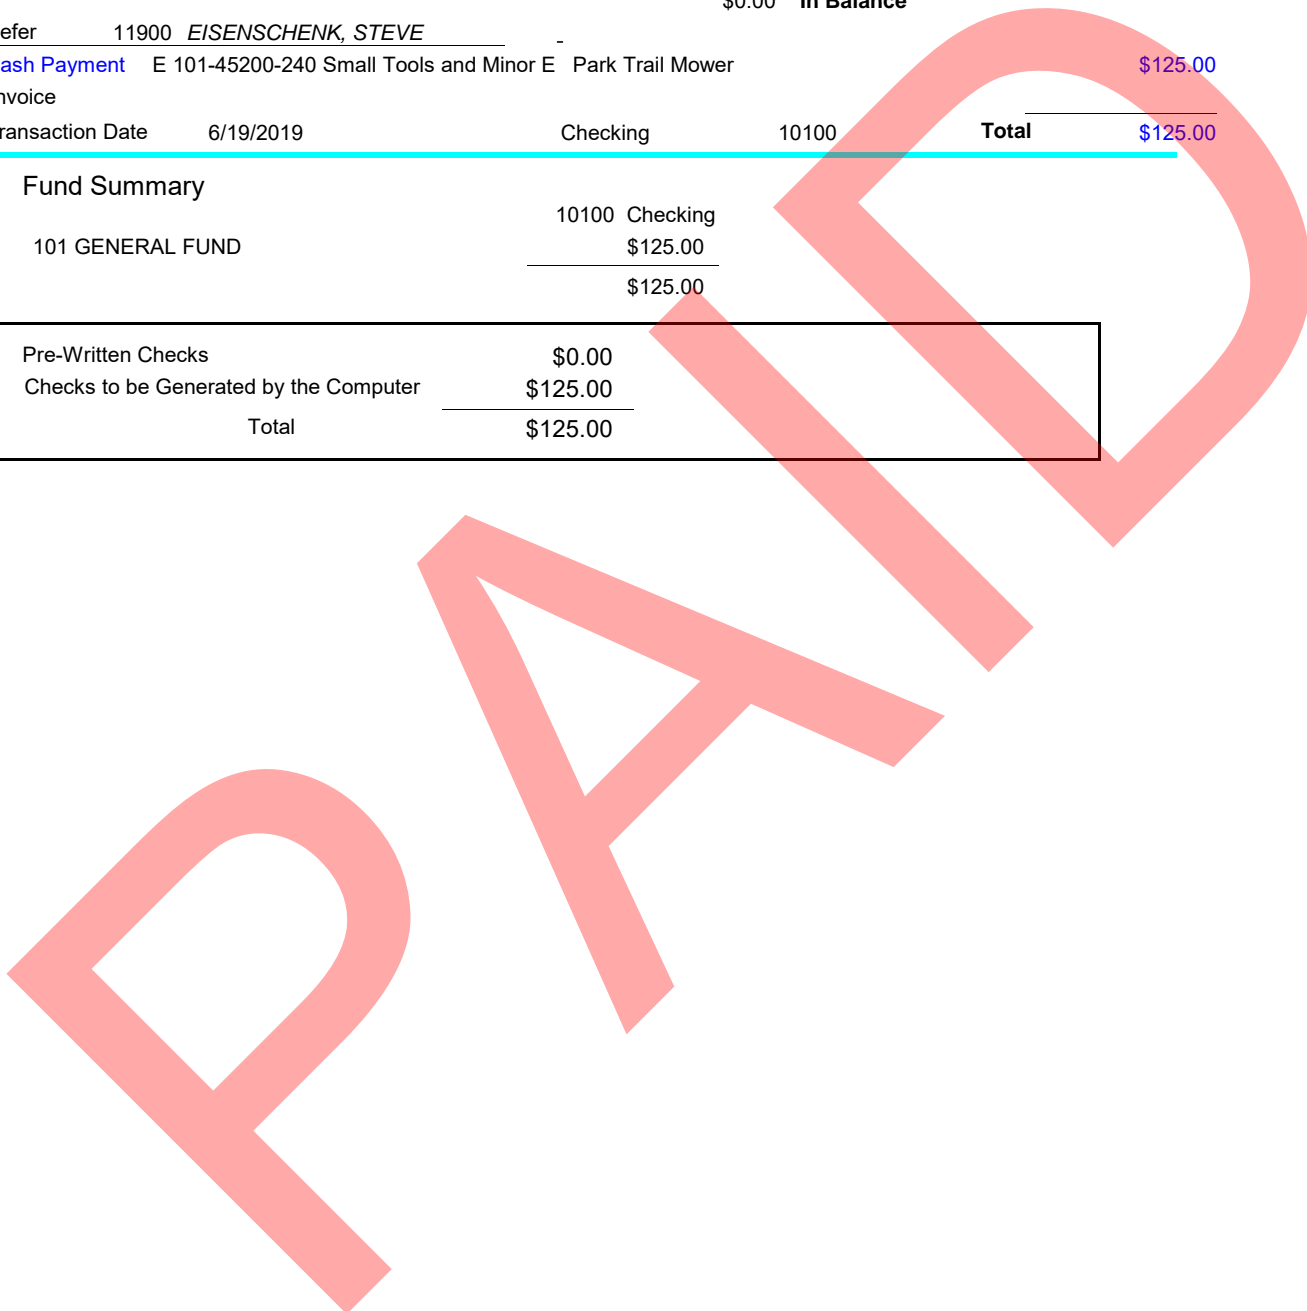 $0.00 In Balance
efer 11900 EISENSCHENK, STEVE -
ash Payment E 101-45200-240 Small Tools and Minor E Park Trail Mower $125.00
nvoice
ransaction Date 6/19/2019 Checking 10100 Total $125.00
Fund Summary
10100 Checking
101 GENERAL FUND $125.00
$125.00
Pre-Written Checks $0.00
Checks to be Generated by the Computer $125.00
Total $125.00
PAID